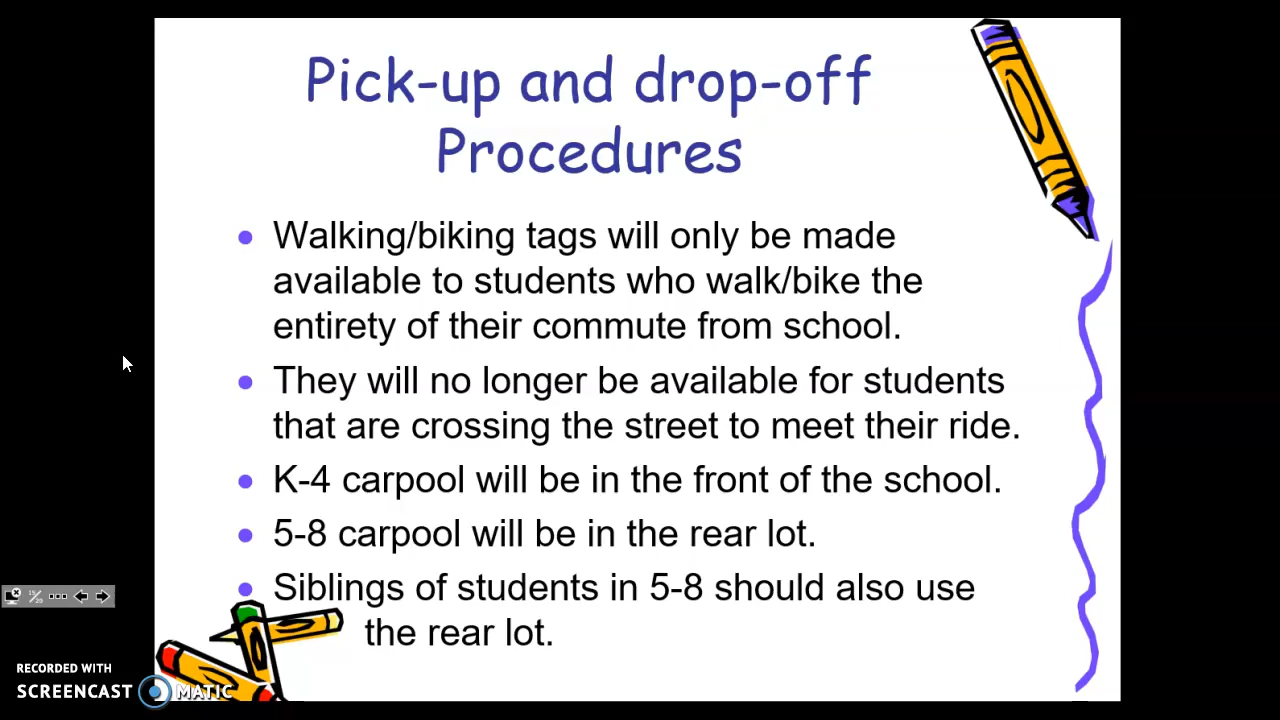 Pick-up and drop-off
Procedures
• Walking/biking tags will only be made
available to students who walk/bike the
entirety of their commute from school.
• They will no longer be available for students
that are crossing the street to meet their ride.
• K-4 carpool will be in the front of the school.
• 5-8 carpool will be in the rear lot.
• Siblings of students in 5-8 should also use
the rear lot.
RECORDED WITH
SCREENCAST MATIC